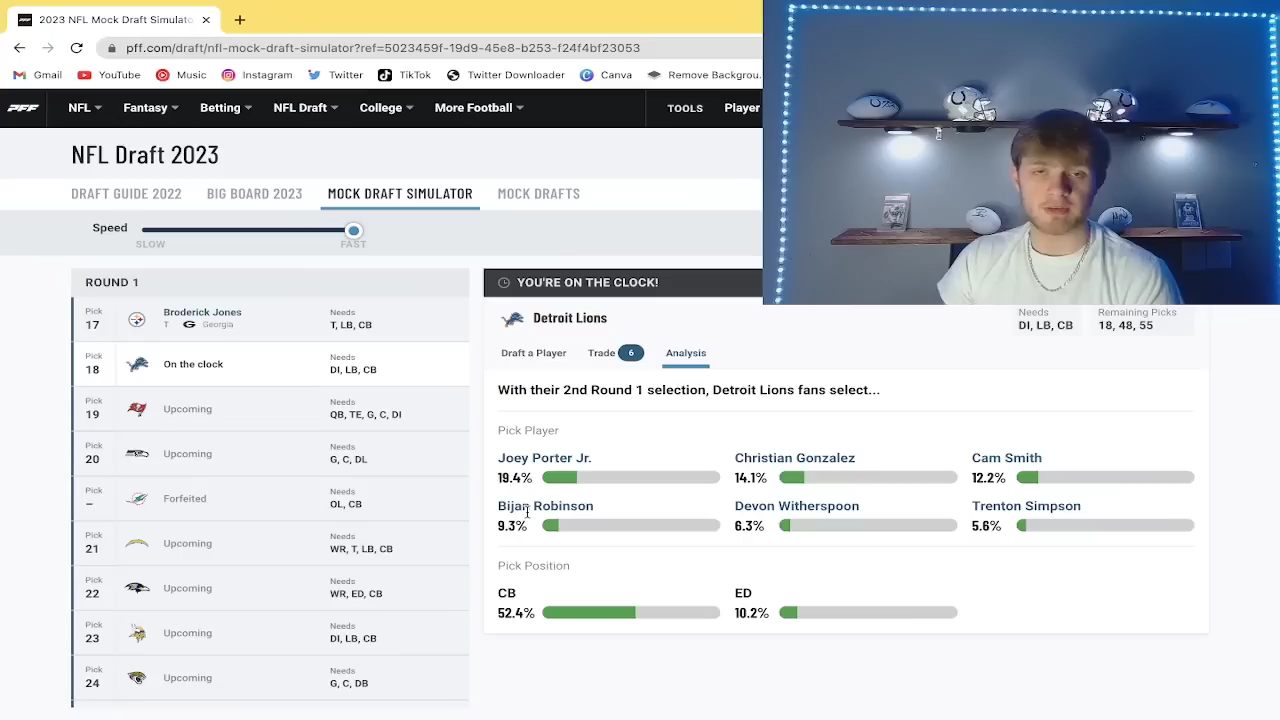 2023 NFL Mock Draft Simulato
pff.com/draft/nfl-mock-draft-simulator?ref=5023459f-19d9-45e8-b253-f24f4bf23053
Gmail YouTube Music Instagram Twitter TikTok Twitter Downloader Canva Remove Backgrou...
PFF NFL Fantasy Betting NFL Draft College More Football TOOLS Player
NFL Draft 2023
DRAFT GUIDE 2022 BIG BOARD 2023 MOCK DRAFT SIMULATOR MOCK DRAFTS
Speed
SLOW FAST
ROUND 1
Pick 17 Broderick Jones T G Georgia Needs T, LB, CB
Pick 18 On the clock Needs DI, LB, CB
Pick 19 Upcoming Needs QB, TE, G, C, DI
Pick 20 Upcoming Needs G, C, DL
Pick – Forfeited Needs OL, CB
Pick 21 Upcoming Needs WR, T, LB, CB
Pick 22 Upcoming Needs WR, ED, CB
Pick 23 Upcoming Needs DI, LB, CB
Pick 24 Upcoming Needs G, C, DB
YOU'RE ON THE CLOCK!
Detroit Lions
Needs DI, LB, CB
Remaining Picks 18, 48, 55
Draft a Player Trade 6 Analysis
With their 2nd Round 1 selection, Detroit Lions fans select...
Pick Player
Joey Porter Jr. Christian Gonzalez Cam Smith
19.4% 14.1% 12.2%
Bijan Robinson Devon Witherspoon Trenton Simpson
9.3% 6.3% 5.6%
Pick Position
CB ED
52.4% 10.2%